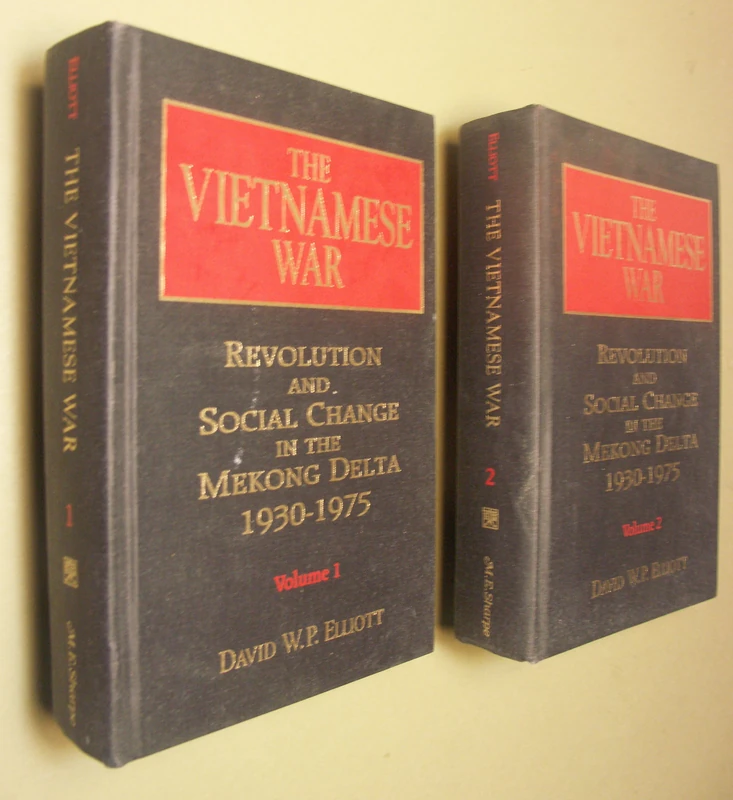 ELLIOTT
THE VIETNAMESE WAR
1
M.E. Sharpe
THE
VIETNAMESE
WAR
REVOLUTION
AND
SOCIAL CHANGE
IN THE
MEKONG DELTA
1930-1975
Volume 1
DAVID W.P. ELLIOTT
ELLIOTT
THE VIETNAMESE WAR
2
M.E. Sharpe
THE
VIETNAMESE
WAR
REVOLUTION
AND
SOCIAL CHANGE
IN THE
MEKONG DELTA
1930-1975
Volume 2
DAVID W.P. ELLIOTT